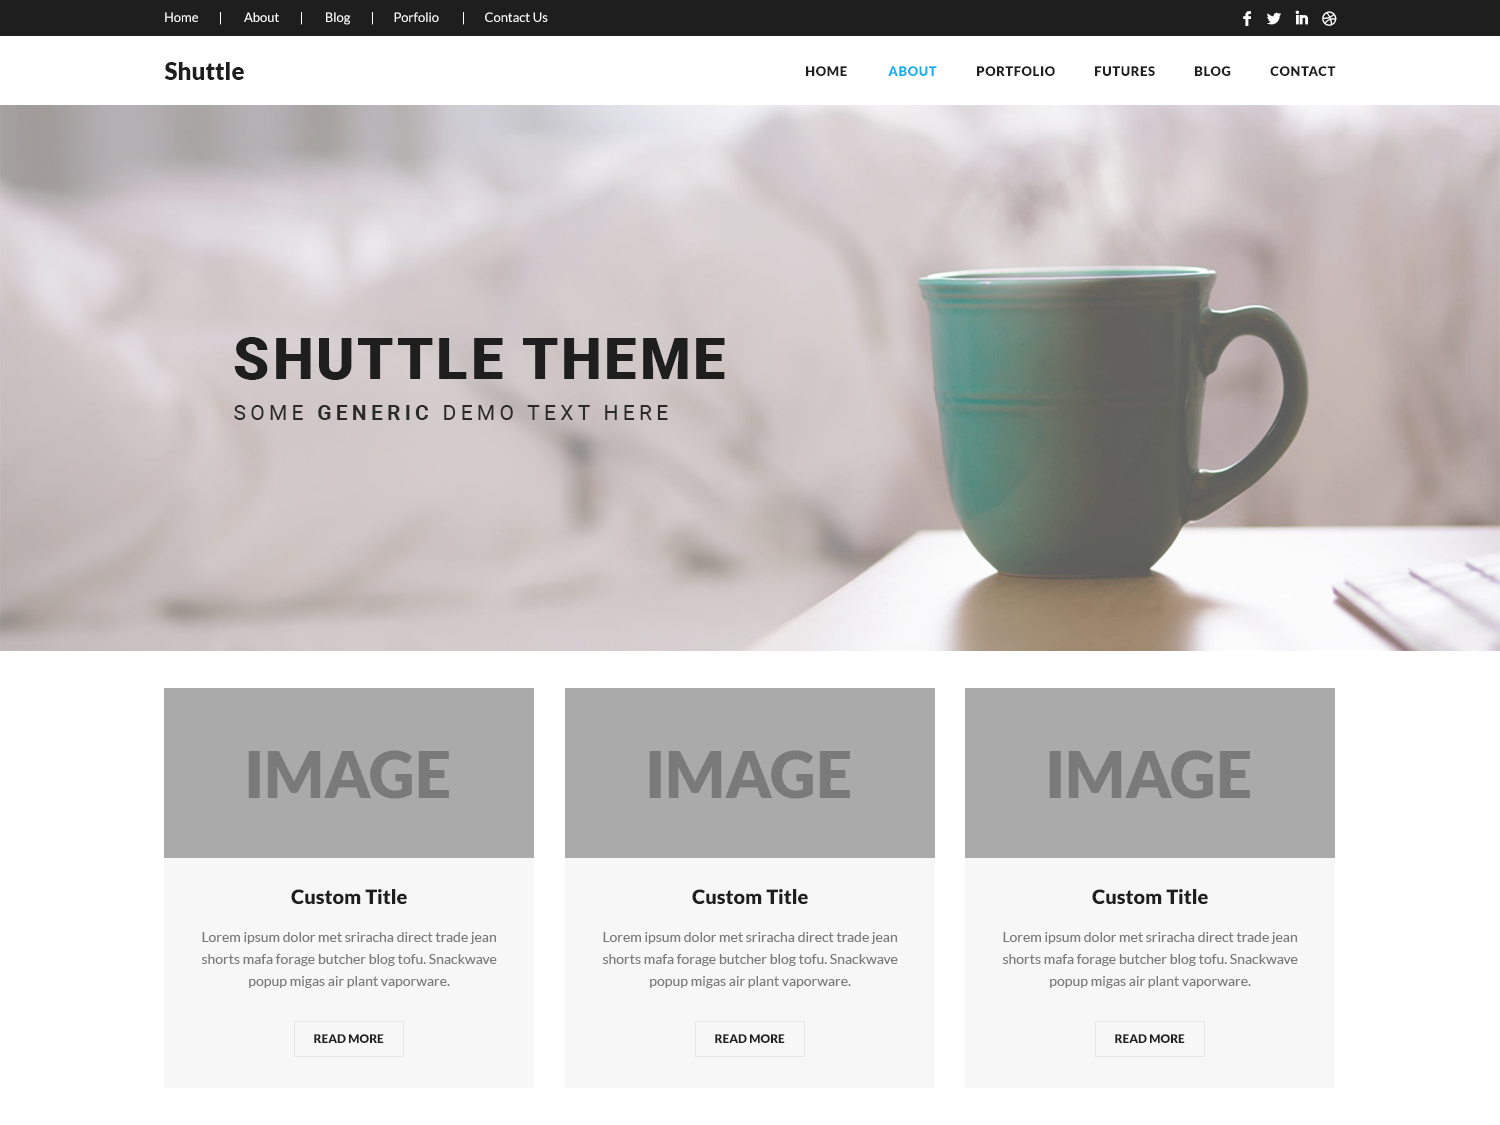 Home | About | Blog | Porfolio | Contact Us
Shuttle
HOME ABOUT PORTFOLIO FUTURES BLOG CONTACT
SHUTTLE THEME
SOME GENERIC DEMO TEXT HERE
IMAGE
Custom Title
Lorem ipsum dolor met sriracha direct trade jean
shorts mafa forage butcher blog tofu. Snackwave
popup migas air plant vaporware.
READ MORE
IMAGE
Custom Title
Lorem ipsum dolor met sriracha direct trade jean
shorts mafa forage butcher blog tofu. Snackwave
popup migas air plant vaporware.
READ MORE
IMAGE
Custom Title
Lorem ipsum dolor met sriracha direct trade jean
shorts mafa forage butcher blog tofu. Snackwave
popup migas air plant vaporware.
READ MORE